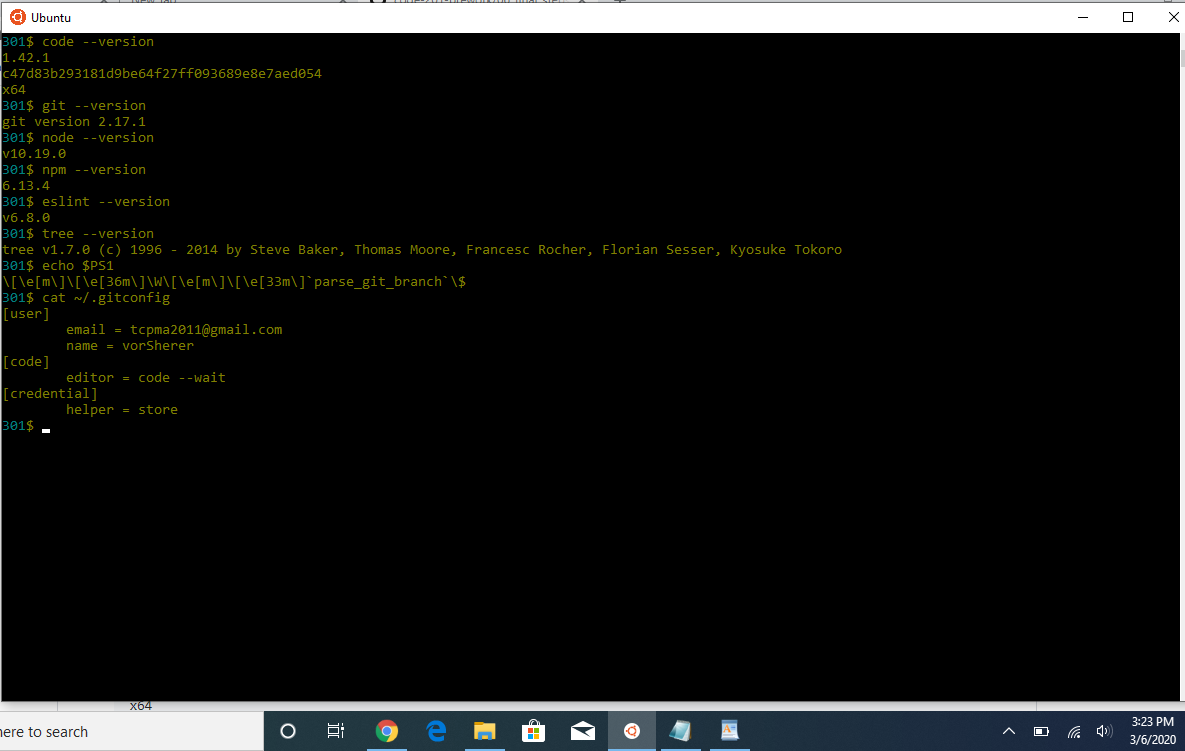 Ubuntu
301$ code --version
1.42.1
c47d83b293181d9be64f27ff093689e8e7aed054
x64
301$ git --version
git version 2.17.1
301$ node --version
v10.19.0
301$ npm --version
6.13.4
301$ eslint --version
v6.8.0
301$ tree --version
tree v1.7.0 (c) 1996 - 2014 by Steve Baker, Thomas Moore, Francesc Rocher, Florian Sesser, Kyosuke Tokoro
301$ echo $PS1
\[\e[m\]\[\e[36m\]\W\[\e[m\]\[\e[33m\]`parse_git_branch`\$
301$ cat ~/.gitconfig
[user]
        email = tcpma2011@gmail.com
        name = vorSherer
[code]
        editor = code --wait
[credential]
        helper = store
301$
x64
here to search
3:23 PM
3/6/2020